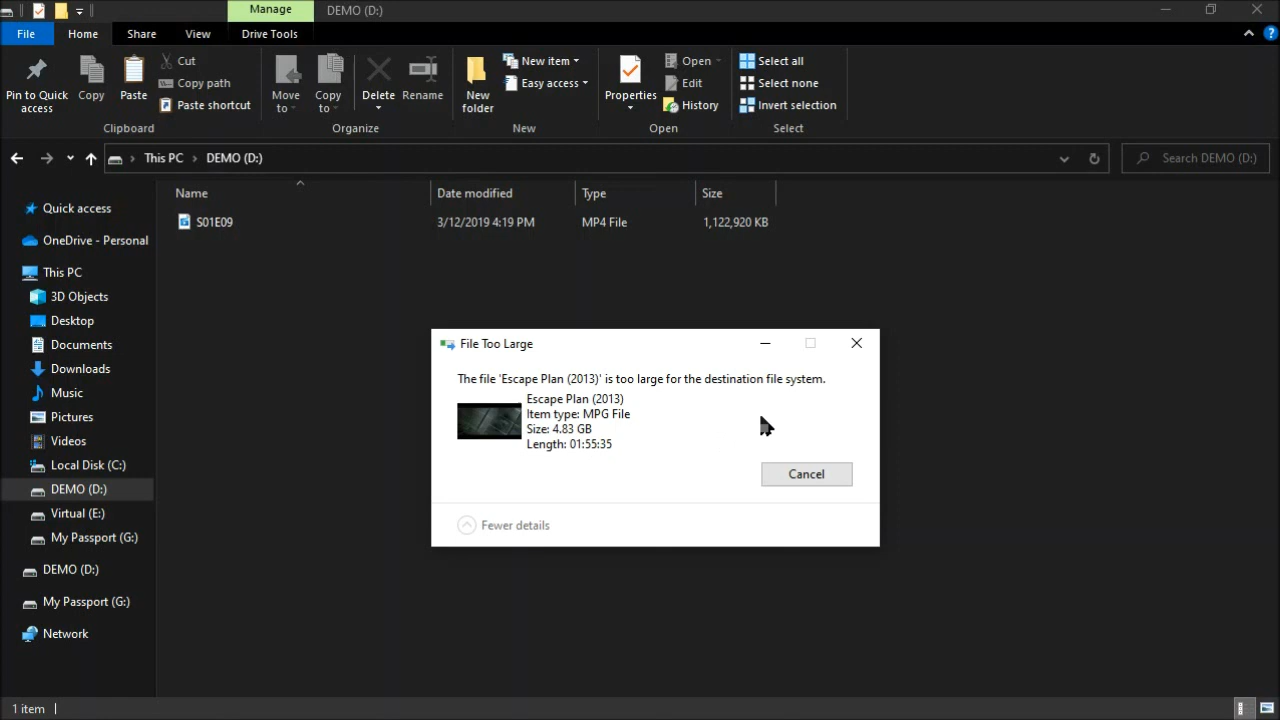 Manage
DEMO (D:)
File
Home
Share
View
Drive Tools
Pin to Quick access
Copy
Paste
Cut
Copy path
Paste shortcut
Clipboard
Move to
Copy to
Delete
Rename
Organize
New folder
New item
Easy access
New
Properties
Open
Edit
History
Open
Select all
Select none
Invert selection
Select
This PC > DEMO (D:)
Search DEMO (D:)
Name
Date modified
Type
Size
S01E09
3/12/2019 4:19 PM
MP4 File
1,122,920 KB
Quick access
OneDrive - Personal
This PC
3D Objects
Desktop
Documents
Downloads
Music
Pictures
Videos
Local Disk (C:)
DEMO (D:)
Virtual (E:)
My Passport (G:)
DEMO (D:)
My Passport (G:)
Network
File Too Large
The file 'Escape Plan (2013)' is too large for the destination file system.
Escape Plan (2013)
Item type: MPG File
Size: 4.83 GB
Length: 01:55:35
Cancel
Fewer details
1 item